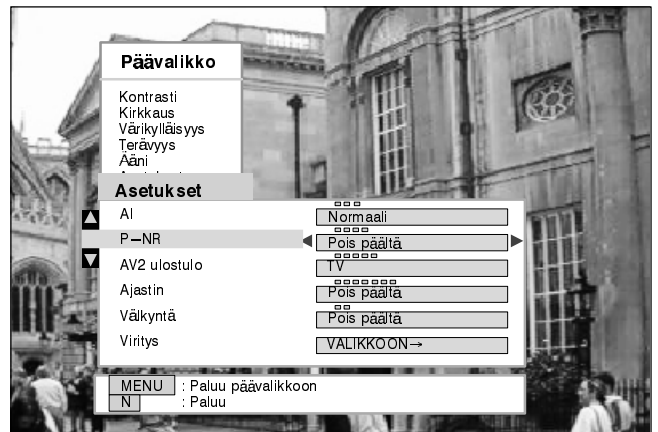 Päävalikko
Kontrasti
Kirkkaus
Värikylläisyys
Terävyys
Ääni
Asetukset
AI
Normaali
P–NR
Pois päältä
AV2 ulostulo
TV
Ajastin
Pois päältä
Välkyntä
Pois päältä
Viritys
VALIKKOON→
MENU : Paluu päävalikkoon
N : Paluu